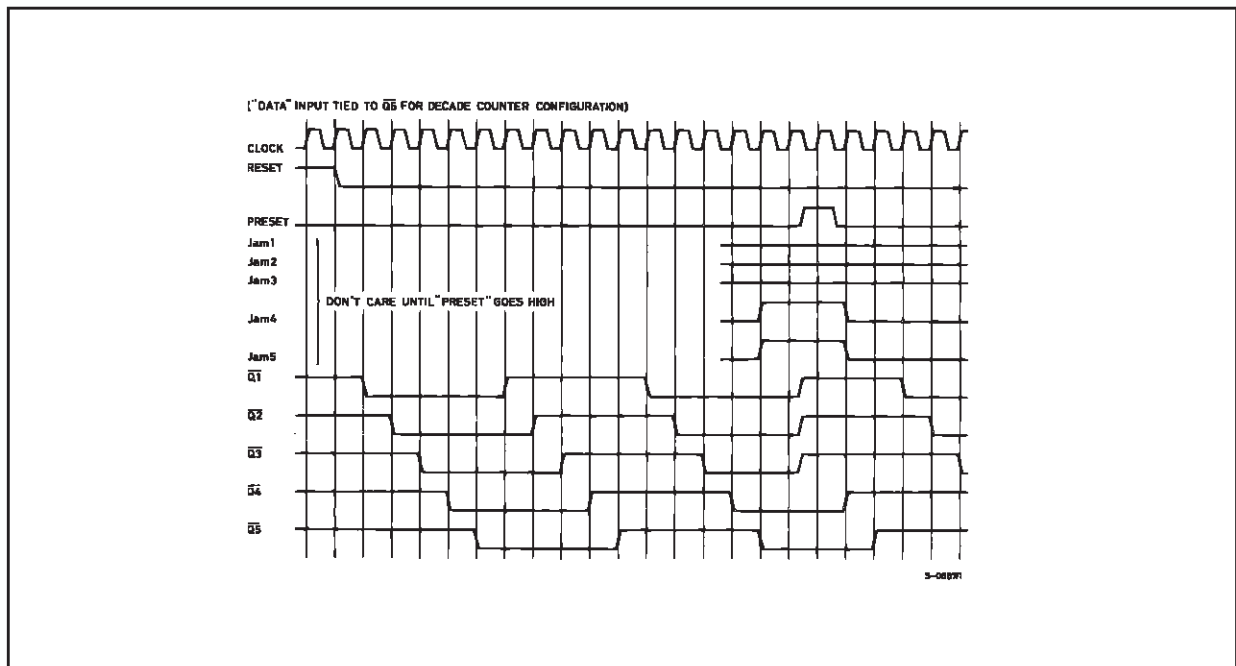 ("DATA" INPUT TIED TO Q5 FOR DECADE COUNTER CONFIGURATION)
CLOCK
RESET
PRESET
Jam1
Jam2
Jam3
DON'T CARE UNTIL "PRESET" GOES HIGH
Jam4
Jam5
Q1
Q2
Q3
Q4
Q5